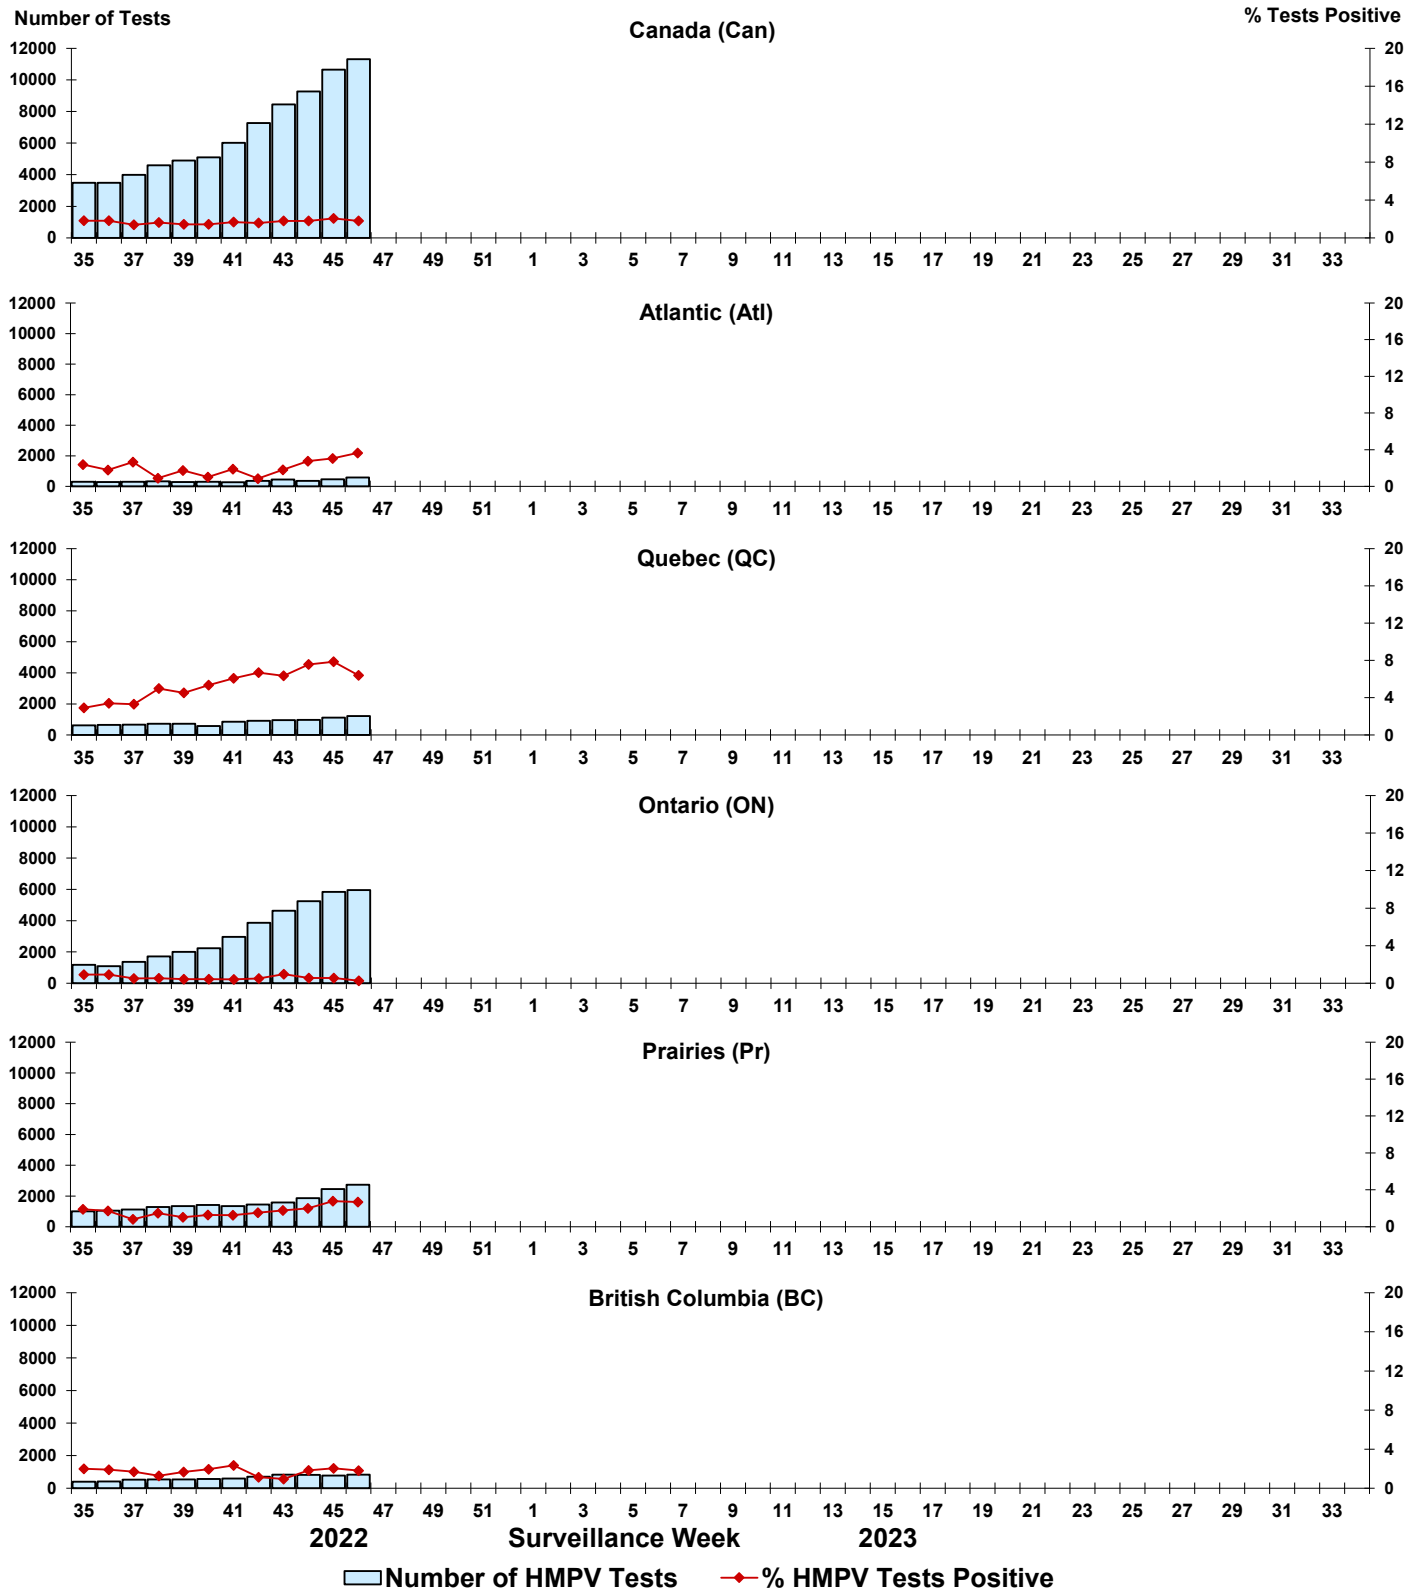 Number of Tests
% Tests Positive
Canada (Can)
12000 20
10000 16
8000 12
6000 8
4000 4
2000
0 0
35 37 39 41 43 45 47 49 51 1 3 5 7 9 11 13 15 17 19 21 23 25 27 29 31 33
Atlantic (Atl)
12000 20
10000 16
8000 12
6000 8
4000 4
2000
0 0
35 37 39 41 43 45 47 49 51 1 3 5 7 9 11 13 15 17 19 21 23 25 27 29 31 33
Quebec (QC)
12000 20
10000 16
8000 12
6000 8
4000 4
2000
0 0
35 37 39 41 43 45 47 49 51 1 3 5 7 9 11 13 15 17 19 21 23 25 27 29 31 33
Ontario (ON)
12000 20
10000 16
8000 12
6000 8
4000 4
2000
0 0
35 37 39 41 43 45 47 49 51 1 3 5 7 9 11 13 15 17 19 21 23 25 27 29 31 33
Prairies (Pr)
12000 20
10000 16
8000 12
6000 8
4000 4
2000
0 0
35 37 39 41 43 45 47 49 51 1 3 5 7 9 11 13 15 17 19 21 23 25 27 29 31 33
British Columbia (BC)
12000 20
10000 16
8000 12
6000 8
4000 4
2000
0 0
35 37 39 41 43 45 47 49 51 1 3 5 7 9 11 13 15 17 19 21 23 25 27 29 31 33
2022 Surveillance Week 2023
Number of HMPV Tests % HMPV Tests Positive